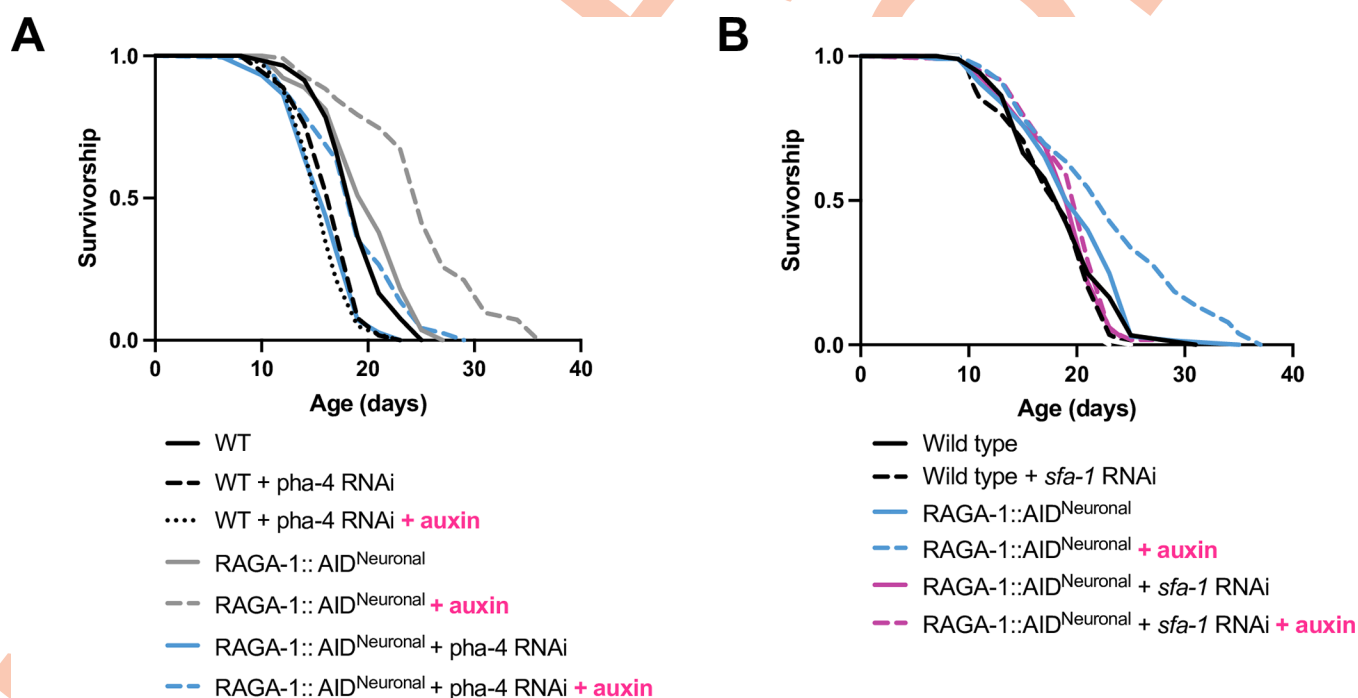 A
1.0
0.5
0.0
Survivorship
0
10
20
30
40
Age (days)
WT
WT + pha-4 RNAi
WT + pha-4 RNAi + auxin
RAGA-1:: AIDNeuronal
RAGA-1:: AIDNeuronal + auxin
RAGA-1:: AIDNeuronal + pha-4 RNAi
RAGA-1:: AIDNeuronal + pha-4 RNAi + auxin
B
1.0
0.5
0.0
Survivorship
0
10
20
30
40
Age (days)
Wild type
Wild type + sfa-1 RNAi
RAGA-1::AIDNeuronal
RAGA-1::AIDNeuronal + auxin
RAGA-1::AIDNeuronal + sfa-1 RNAi
RAGA-1::AIDNeuronal + sfa-1 RNAi + auxin